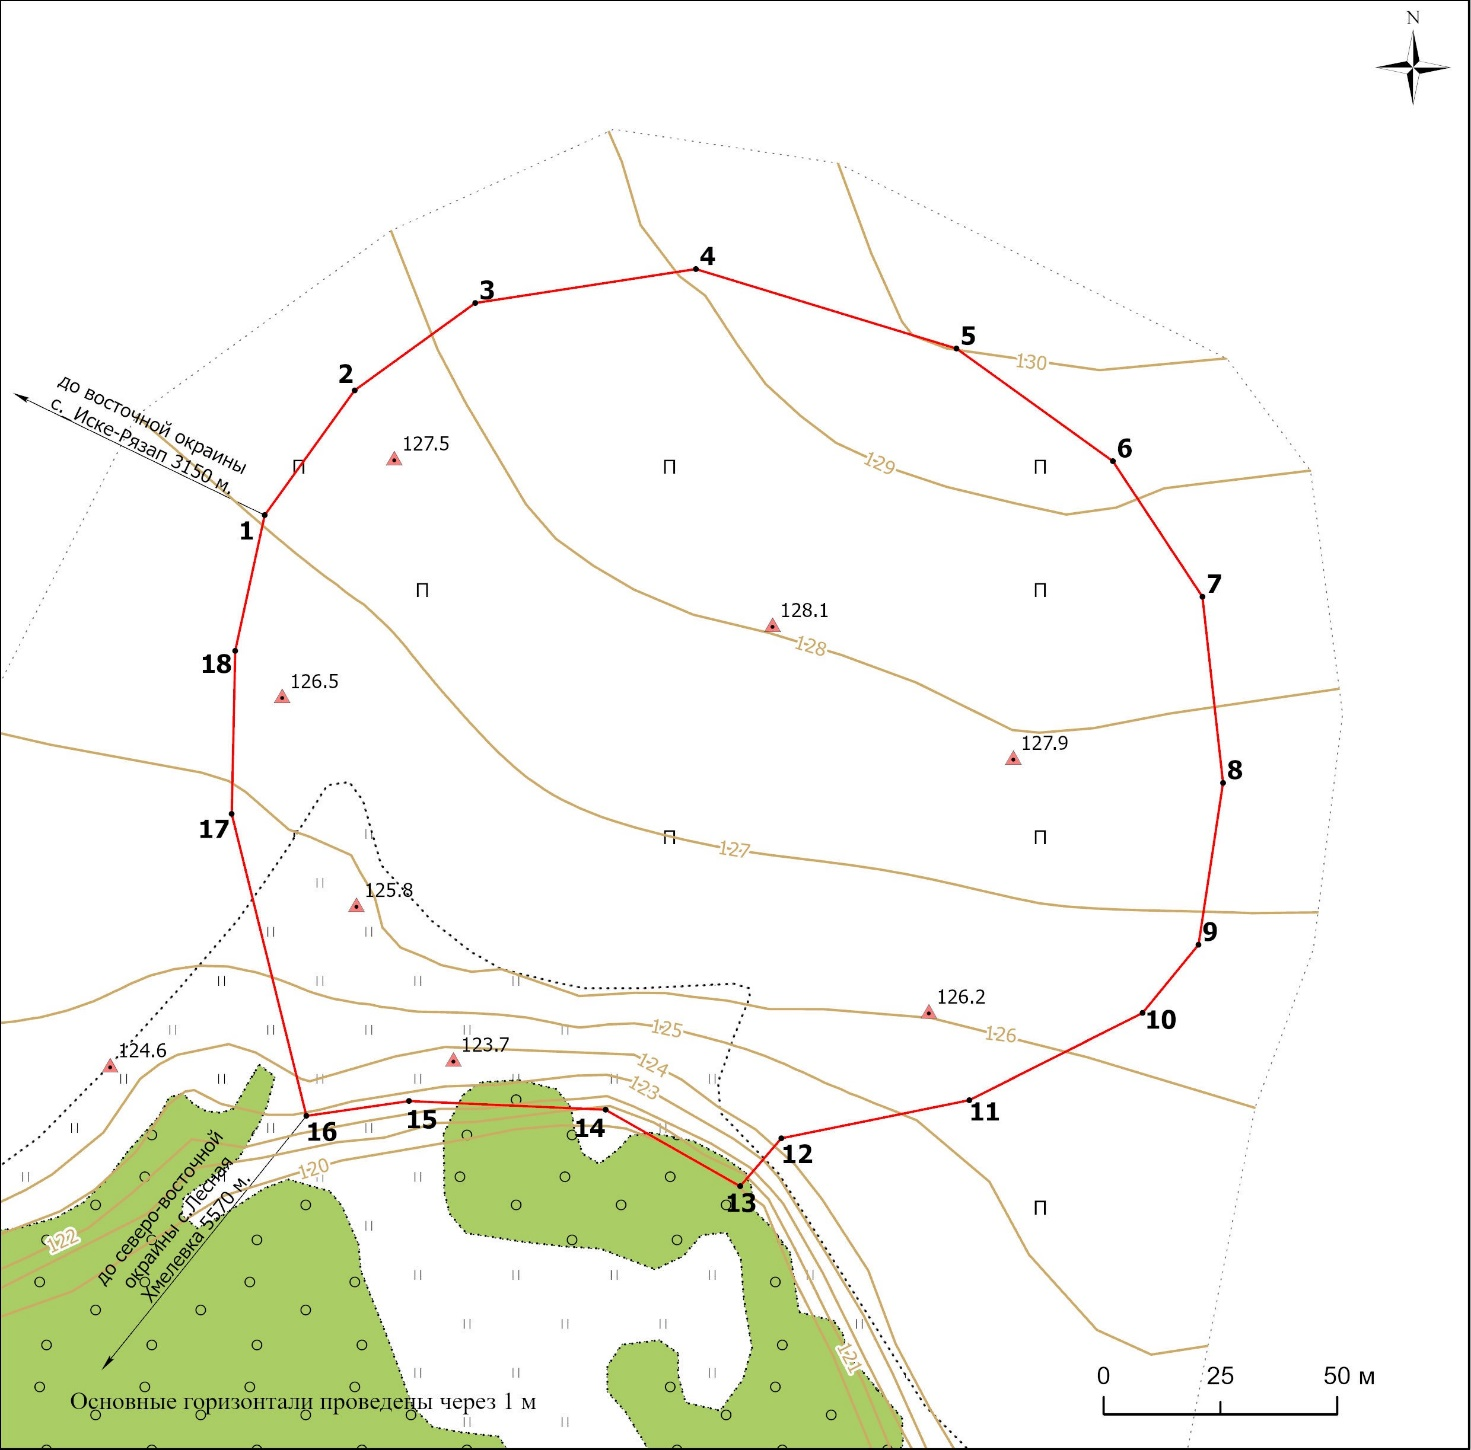 N
4
3
5
130
2
до восточной окраины
с. Иске-Рязап 3150 м.
127.5
П
П
П
129
6
1
П
П
7
128.1
128
18
126.5
127.9
8
17
П
127
П
125.8
9
126.2
10
125
126
124.6
123.7
124
123
11
15
16
14
12
120
13
П
122
до северо-восточной
окраины с.Лесная
Хмелевка 5570 м.
121
0 25 50 м
Основные горизонтали проведены через 1 м